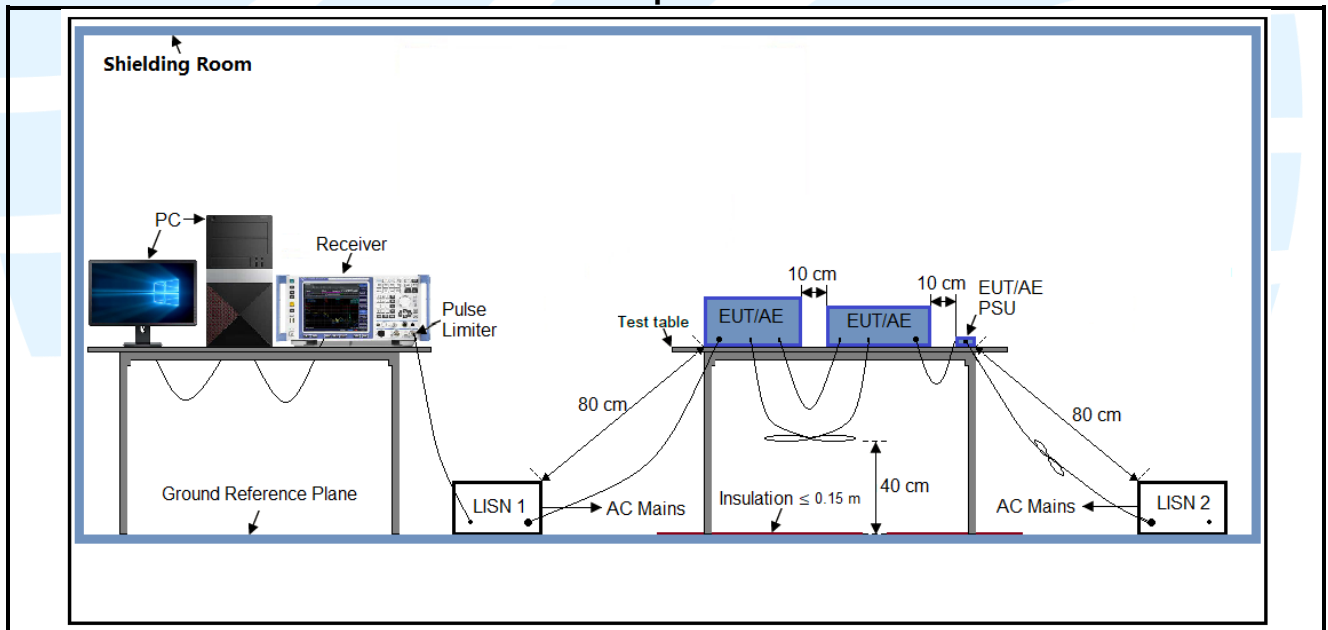 Shielding Room
PC
Receiver
Pulse
Limiter
Test table
EUT/AE
10 cm
EUT/AE
10 cm
EUT/AE
PSU
80 cm
80 cm
40 cm
Ground Reference Plane
LISN 1
AC Mains
Insulation ≤ 0.15 m
AC Mains
LISN 2